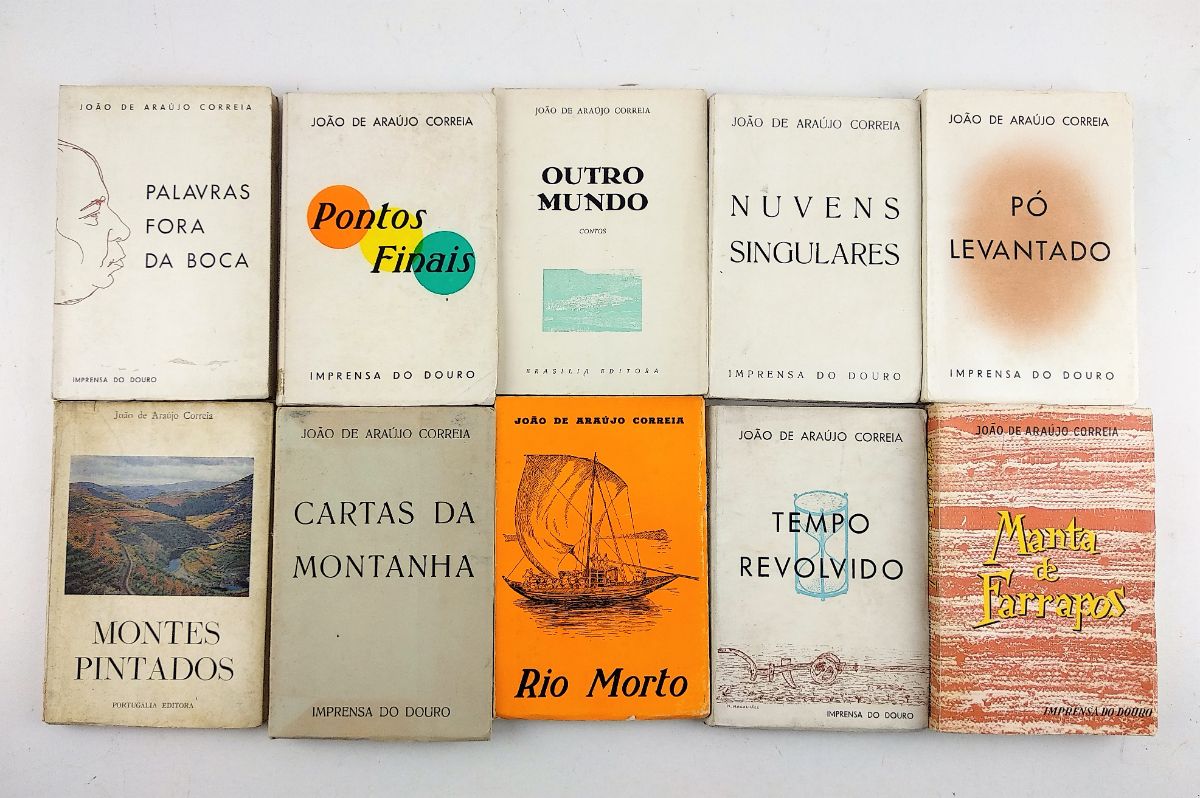 JOÃO DE ARAÚJO CORREIA
PALAVRAS
FORA
DA BOCA
IMPRENSA DO DOURO
JOÃO DE ARAÚJO CORREIA
Pontos
Finais
IMPRENSA DO DOURO
JOÃO DE ARAÚJO CORREIA
OUTRO
MUNDO
CONTOS
BRASÍLIA EDITORA
JOÃO DE ARAÚJO CORREIA
NUVENS
SINGULARES
IMPRENSA DO DOURO
JOÃO DE ARAÚJO CORREIA
PÓ
LEVANTADO
IMPRENSA DO DOURO
João de Araújo Correia
MONTES
PINTADOS
PORTUGÁLIA EDITORA
JOÃO DE ARAÚJO CORREIA
CARTAS DA
MONTANHA
IMPRENSA DO DOURO
JOÃO DE ARAÚJO CORREIA
Rio Morto
JOÃO DE ARAÚJO CORREIA
TEMPO
REVOLVIDO
IMPRENSA DO DOURO
JOÃO DE ARAÚJO CORREIA
Manta
de
Farrapos
IMPRENSA DO DOURO